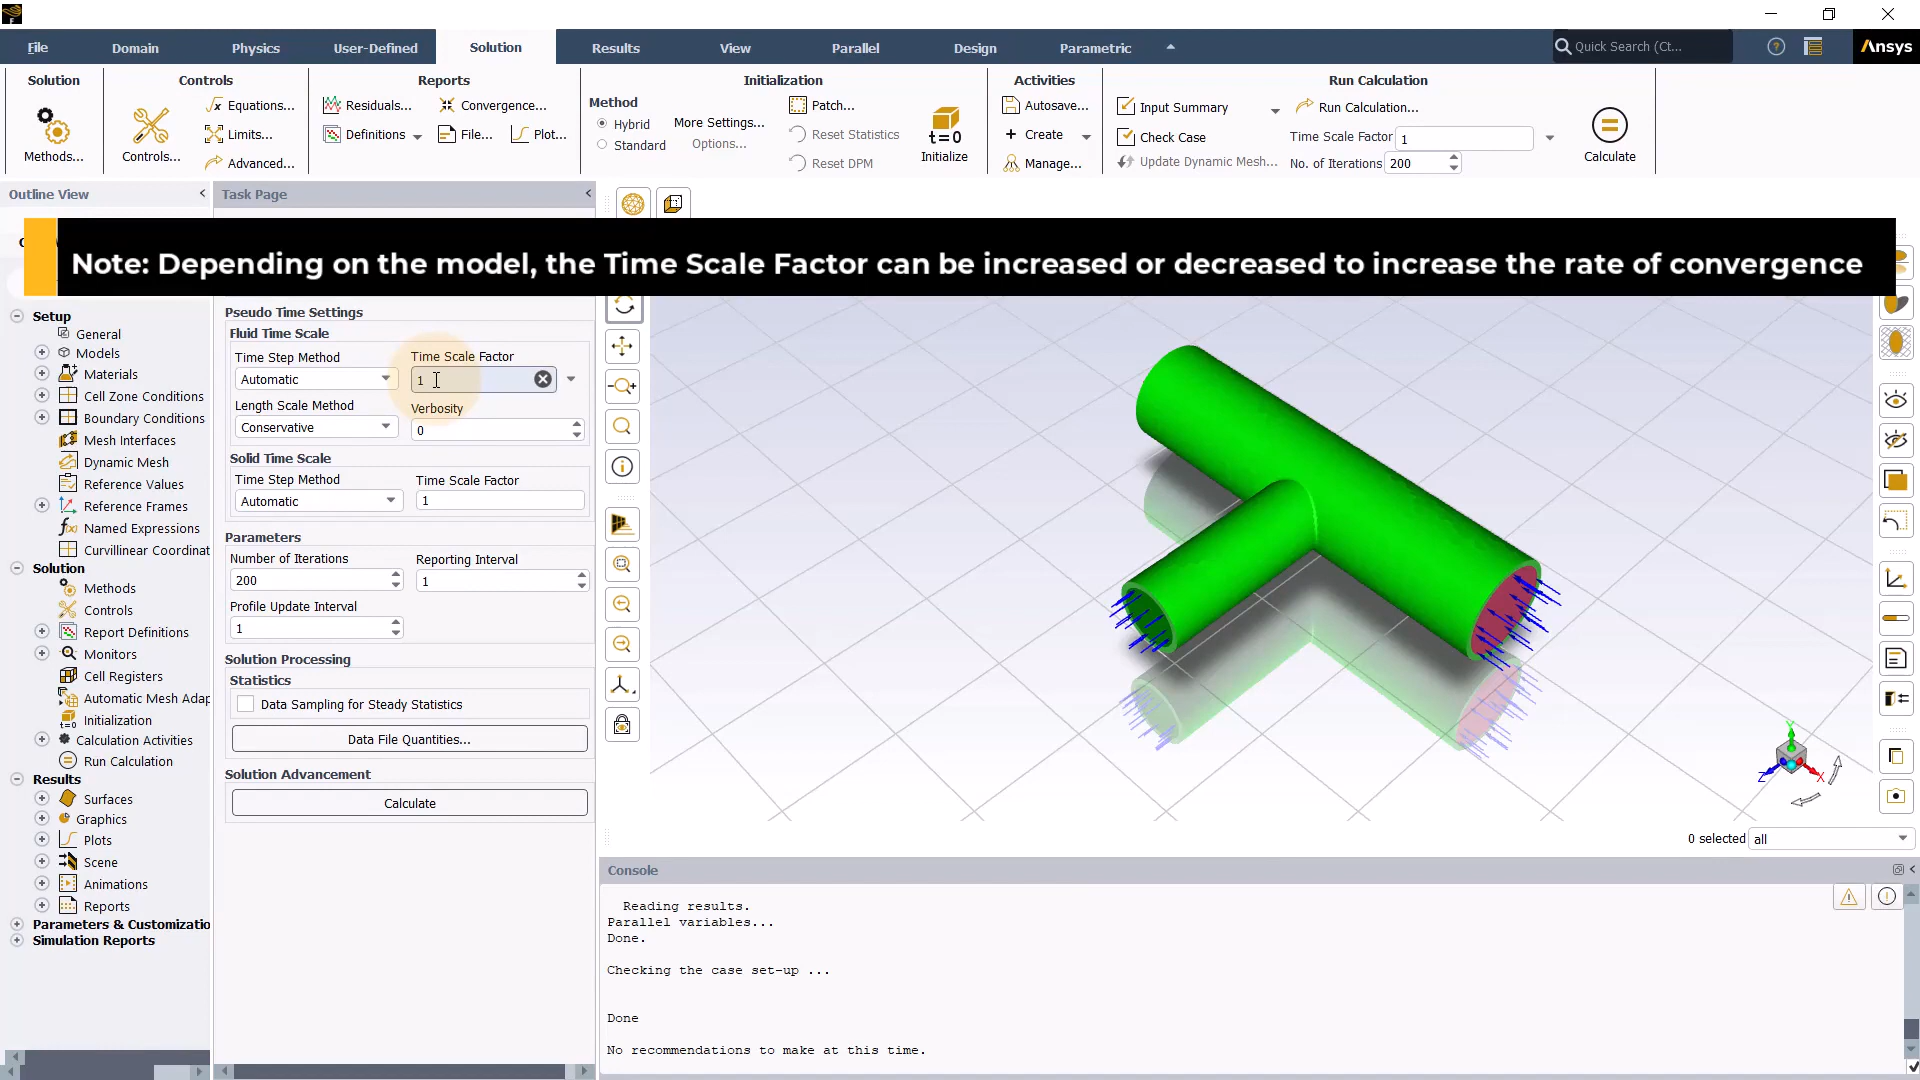 File Domain Physics User-Defined Solution Results View Parallel Design Parametric Quick Search (Ct... Ansys
Solution Controls Reports Initialization Activities Run Calculation
Methods...
Controls...
Equations...
Limits...
Advanced...
Residuals... Convergence...
Definitions File... Plot...
Method
Hybrid
Standard
More Settings...
Options...
Patch...
Reset Statistics
Reset DPM
t=0
Initialize
Autosave...
Create
Manage...
Input Summary
Check Case
Update Dynamic Mesh...
Run Calculation...
Time Scale Factor 1
No. of Iterations 200
Calculate
Outline View
Task Page
Note: Depending on the model, the Time Scale Factor can be increased or decreased to increase the rate of convergence
Setup
General
Models
Materials
Cell Zone Conditions
Boundary Conditions
Mesh Interfaces
Dynamic Mesh
Reference Values
Reference Frames
Named Expressions
Curvillinear Coordinat
Solution
Methods
Controls
Report Definitions
Monitors
Cell Registers
Automatic Mesh Adap
Initialization
Calculation Activities
Run Calculation
Results
Surfaces
Graphics
Plots
Scene
Animations
Reports
Parameters & Customizatio
Simulation Reports
Pseudo Time Settings
Fluid Time Scale
Time Step Method Time Scale Factor
Automatic 1
Length Scale Method Verbosity
Conservative 0
Solid Time Scale
Time Step Method Time Scale Factor
Automatic 1
Parameters
Number of Iterations Reporting Interval
200 1
Profile Update Interval
1
Solution Processing
Statistics
Data Sampling for Steady Statistics
Data File Quantities...
Solution Advancement
Calculate
Y
Z X
0 selected all
Console
Reading results.
Parallel variables...
Done.
Checking the case set-up ...
Done
No recommendations to make at this time.